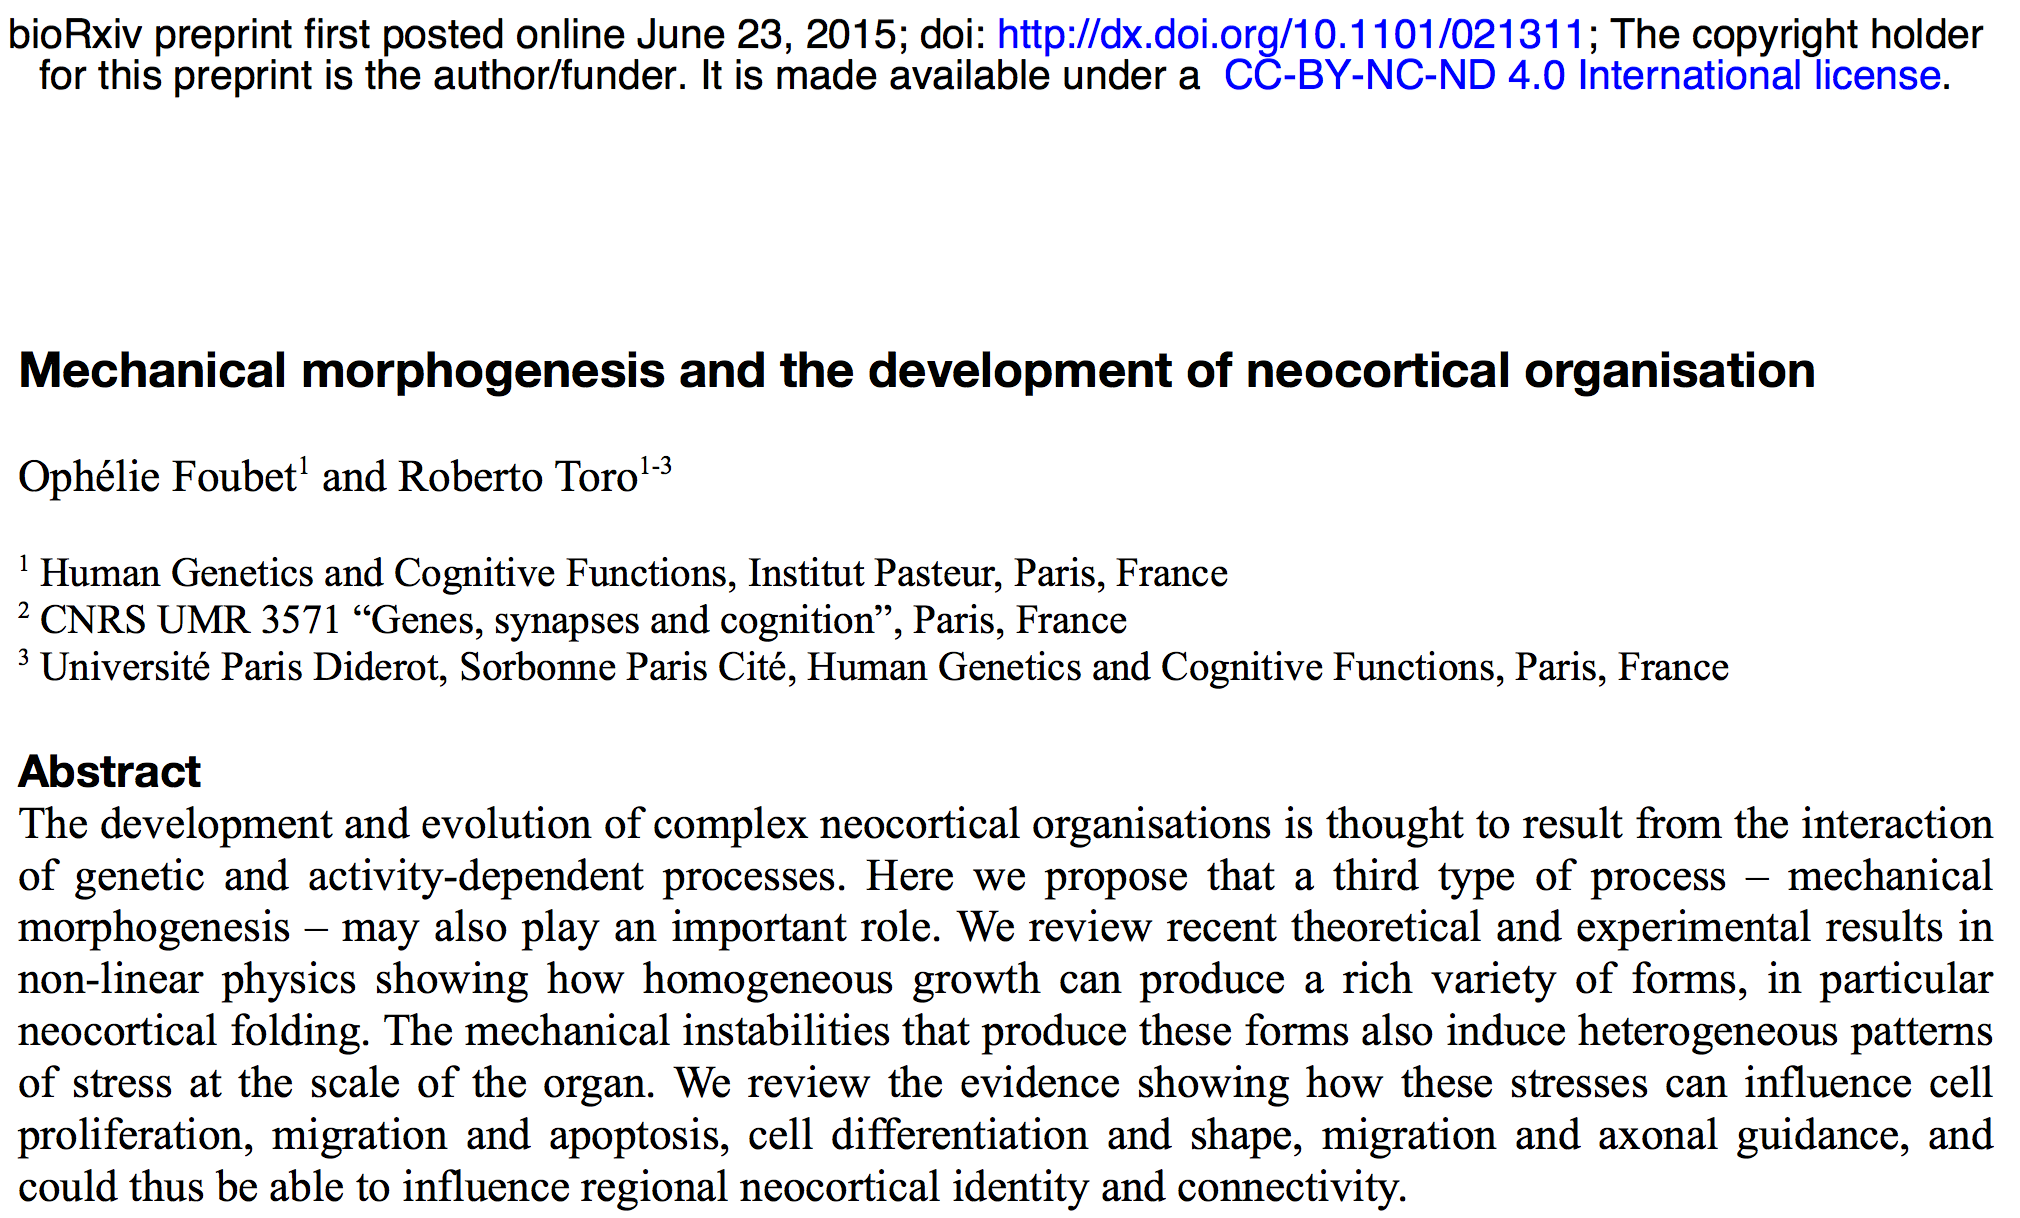 bioRxiv preprint first posted online June 23, 2015; doi: http://dx.doi.org/10.1101/021311; The copyright holder
for this preprint is the author/funder. It is made available under a CC-BY-NC-ND 4.0 International license.
Mechanical morphogenesis and the development of neocortical organisation
Ophélie Foubet1 and Roberto Toro1-3
1 Human Genetics and Cognitive Functions, Institut Pasteur, Paris, France
2 CNRS UMR 3571 “Genes, synapses and cognition”, Paris, France
3 Université Paris Diderot, Sorbonne Paris Cité, Human Genetics and Cognitive Functions, Paris, France
Abstract
The development and evolution of complex neocortical organisations is thought to result from the interaction
of genetic and activity-dependent processes. Here we propose that a third type of process – mechanical
morphogenesis – may also play an important role. We review recent theoretical and experimental results in
non-linear physics showing how homogeneous growth can produce a rich variety of forms, in particular
neocortical folding. The mechanical instabilities that produce these forms also induce heterogeneous patterns
of stress at the scale of the organ. We review the evidence showing how these stresses can influence cell
proliferation, migration and apoptosis, cell differentiation and shape, migration and axonal guidance, and
could thus be able to influence regional neocortical identity and connectivity.